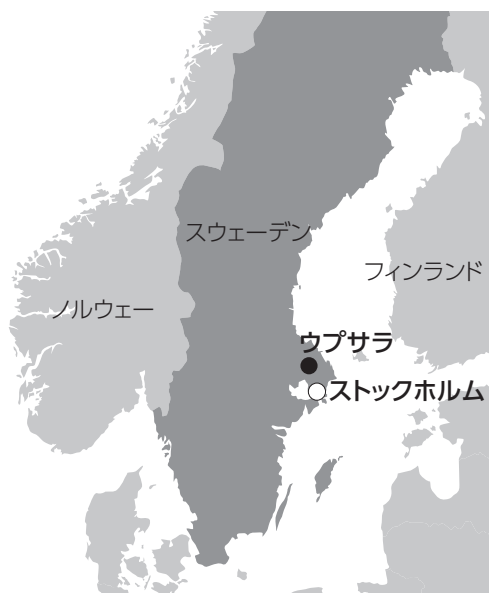 スウェーデン
フィンランド
ノルウェー
ウプサラ
ストックホルム